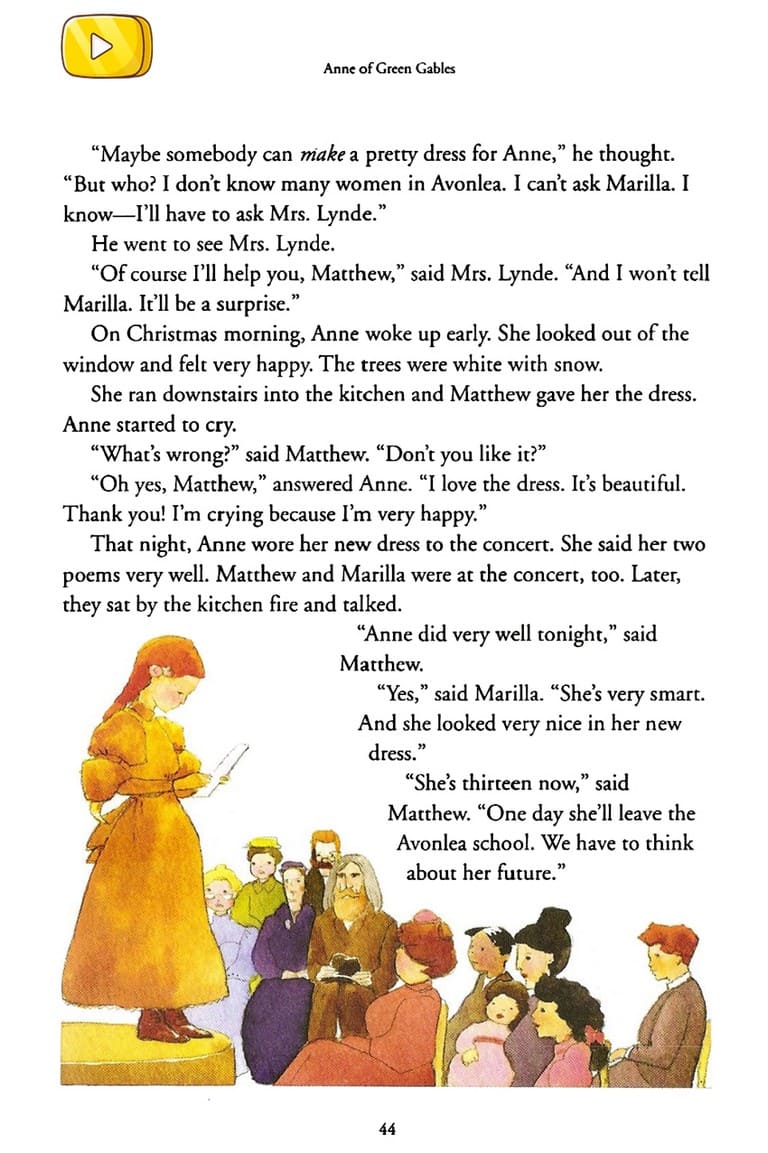 Anne of Green Gables
“Maybe somebody can make a pretty dress for Anne,” he thought.
“But who? I don’t know many women in Avonlea. I can’t ask Marilla. I
know—I’ll have to ask Mrs. Lynde.”
He went to see Mrs. Lynde.
“Of course I’ll help you, Matthew,” said Mrs. Lynde. “And I won’t tell
Marilla. It’ll be a surprise.”
On Christmas morning, Anne woke up early. She looked out of the
window and felt very happy. The trees were white with snow.
She ran downstairs into the kitchen and Matthew gave her the dress.
Anne started to cry.
“What’s wrong?” said Matthew. “Don’t you like it?”
“Oh yes, Matthew,” answered Anne. “I love the dress. It’s beautiful.
Thank you! I’m crying because I’m very happy.”
That night, Anne wore her new dress to the concert. She said her two
poems very well. Matthew and Marilla were at the concert, too. Later,
they sat by the kitchen fire and talked.
“Anne did very well tonight,” said
Matthew.
“Yes,” said Marilla. “She’s very smart.
And she looked very nice in her new
dress.”
“She’s thirteen now,” said
Matthew. “One day she’ll leave the
Avonlea school. We have to think
about her future.”
44